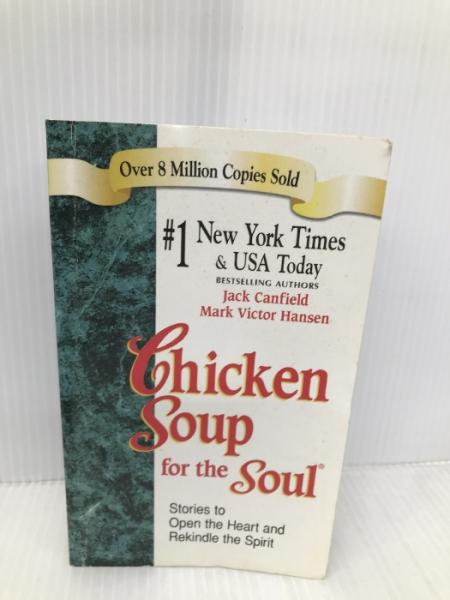 Over 8 Million Copies Sold
#1 New York Times
& USA Today
BESTSELLING AUTHORS
Jack Canfield
Mark Victor Hansen
Chicken
Soup
for the Soul®
Stories to
Open the Heart and
Rekindle the Spirit